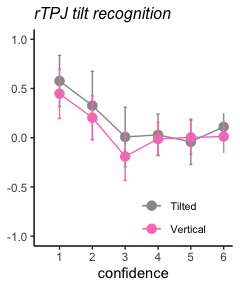 rTPJ tilt recognition
1.0
0.5
0.0
-0.5
-1.0
Tilted
Vertical
1 2 3 4 5 6
confidence